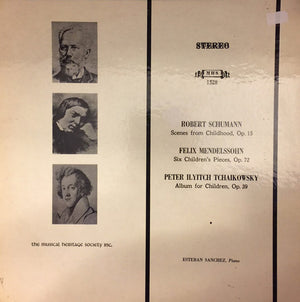 STEREO
MHS
1528
ROBERT SCHUMANN
Scenes from Childhood, Op. 15
FELIX MENDELSSOHN
Six Children's Pieces, Op. 72
PETER ILYITCH TCHAIKOWSKY
Album for Children, Op. 39
the musical heritage society inc.
ESTEBAN SANCHEZ, Piano